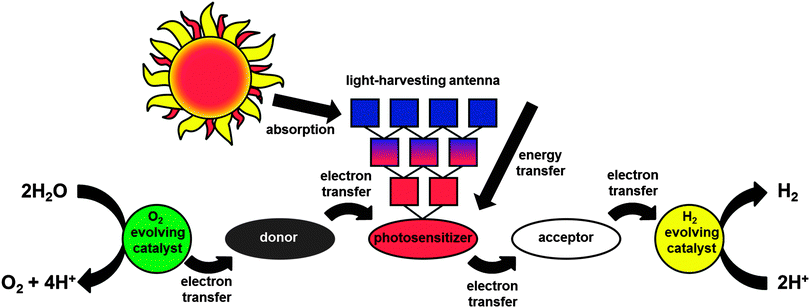 light-harvesting antenna
absorption
energy
transfer
electron
transfer
electron
transfer
2H₂O
H₂
O₂
evolving
catalyst
donor
photosensitizer
acceptor
H₂
evolving
catalyst
O₂ + 4H⁺
electron
transfer
electron
transfer
2H⁺